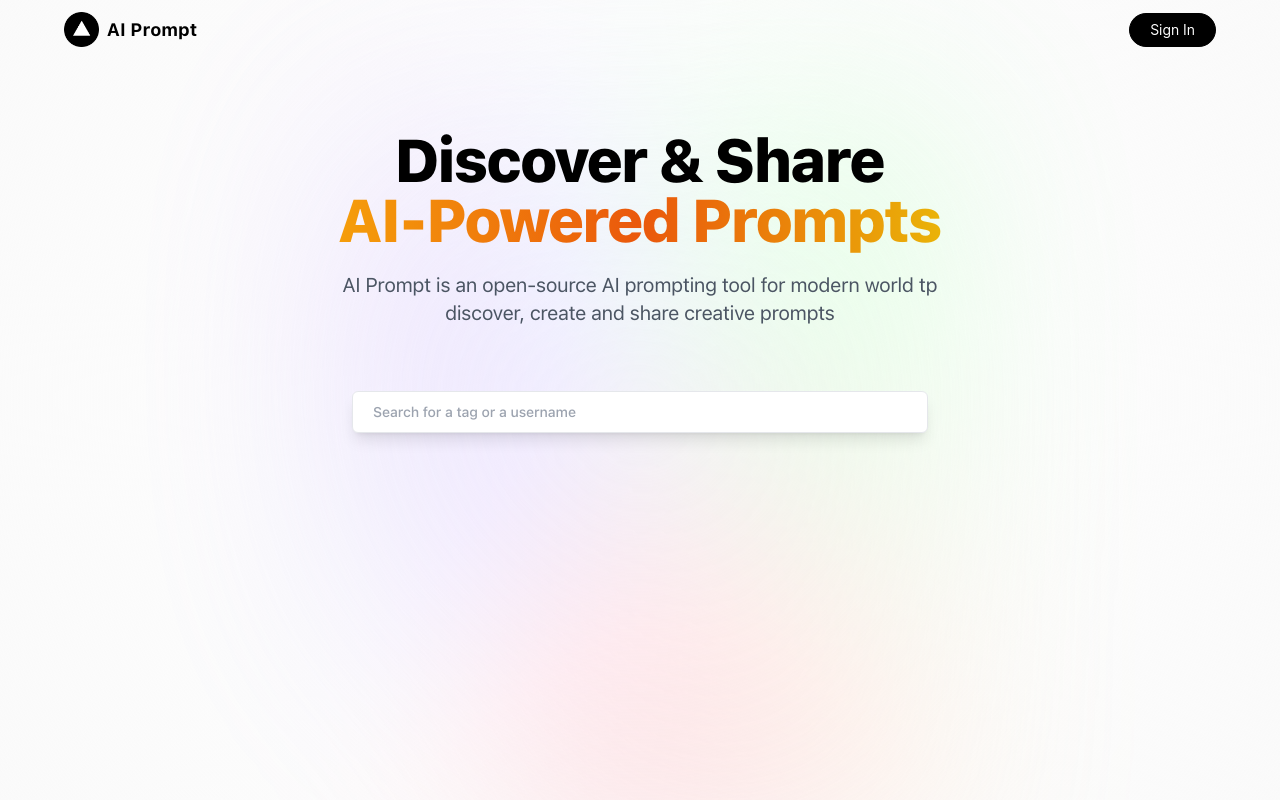 AI Prompt
Sign In
Discover & Share
AI-Powered Prompts
AI Prompt is an open-source AI prompting tool for modern world tp
discover, create and share creative prompts
Search for a tag or a username